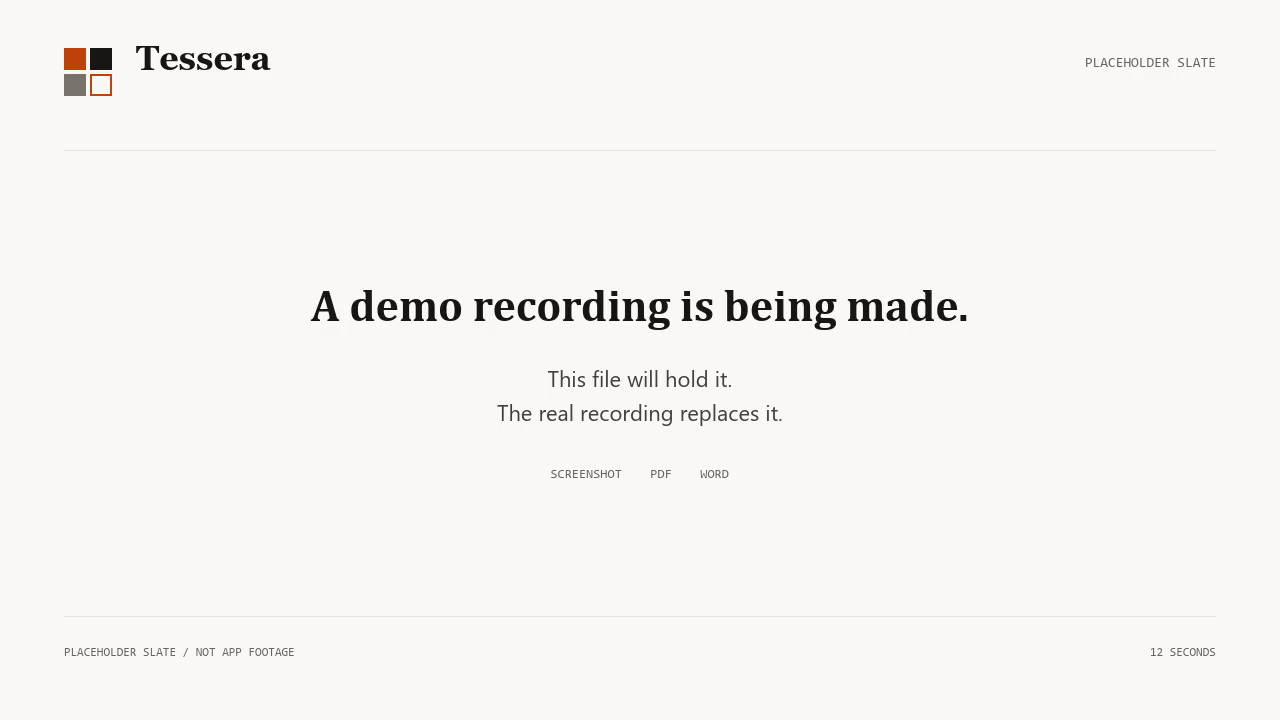 Tessera
PLACEHOLDER SLATE
A demo recording is being made.
This file will hold it.
The real recording replaces it.
SCREENSHOT PDF WORD
PLACEHOLDER SLATE / NOT APP FOOTAGE
12 SECONDS